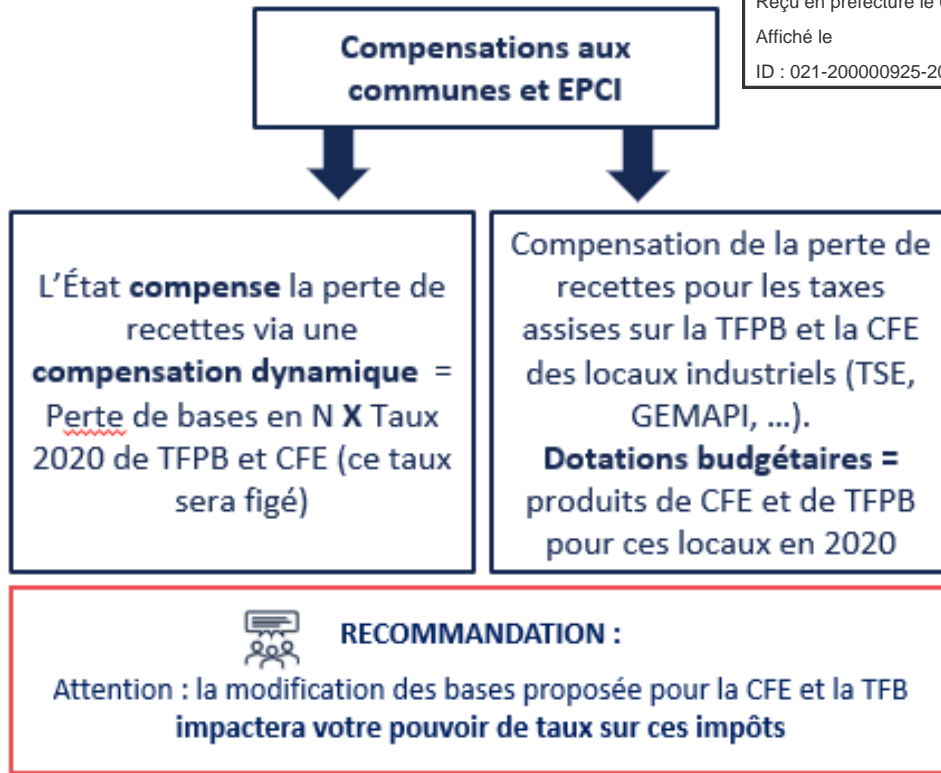 Reçu en préfecture le
Affiché le
ID : 021-200000925-20
Compensations aux
communes et EPCI
L'État compense la perte de
recettes via une
compensation dynamique =
Perte de bases en N X Taux
2020 de TFPB et CFE (ce taux
sera figé)
Compensation de la perte de
recettes pour les taxes
assises sur la TFPB et la CFE
des locaux industriels (TSE,
GEMAPI, ...).
Dotations budgétaires =
produits de CFE et de TFPB
pour ces locaux en 2020
RECOMMANDATION :
Attention : la modification des bases proposée pour la CFE et la TFB
impactera votre pouvoir de taux sur ces impôts